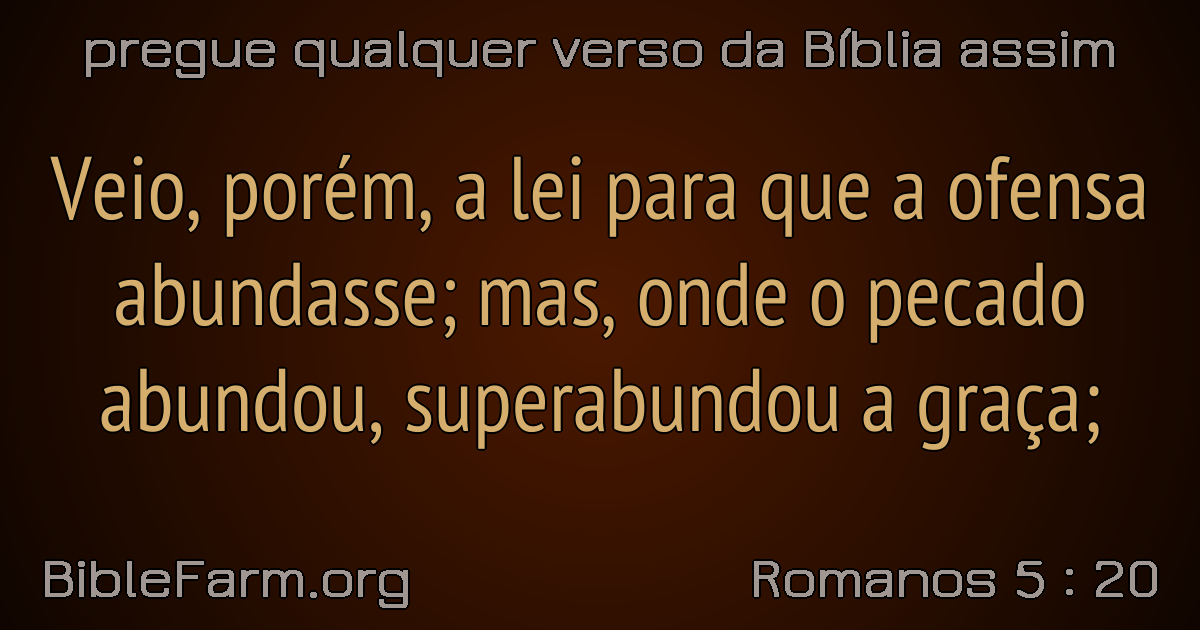 pregue qualquer verso da Bíblia assim
Veio, porém, a lei para que a ofensa
abundasse; mas, onde o pecado
abundou, superabundou a graça;
BibleFarm.org
Romanos 5 : 20